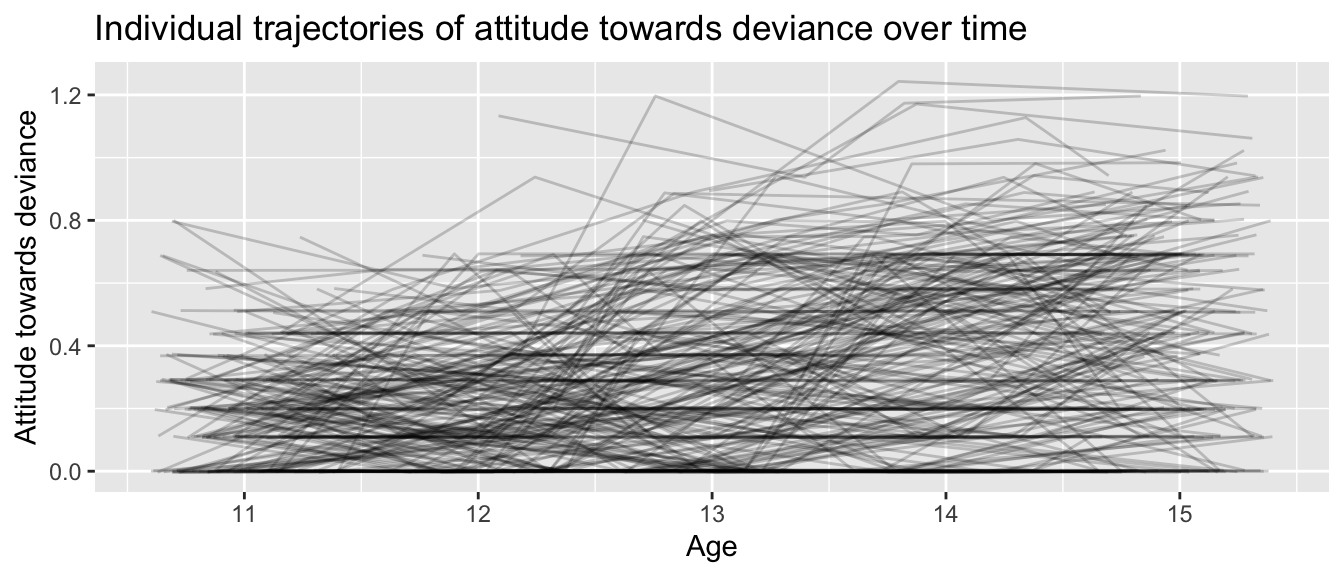 Individual trajectories of attitude towards deviance over time
Attitude towards deviance
1.2
0.8
0.4
0.0
11 12 13 14 15
Age